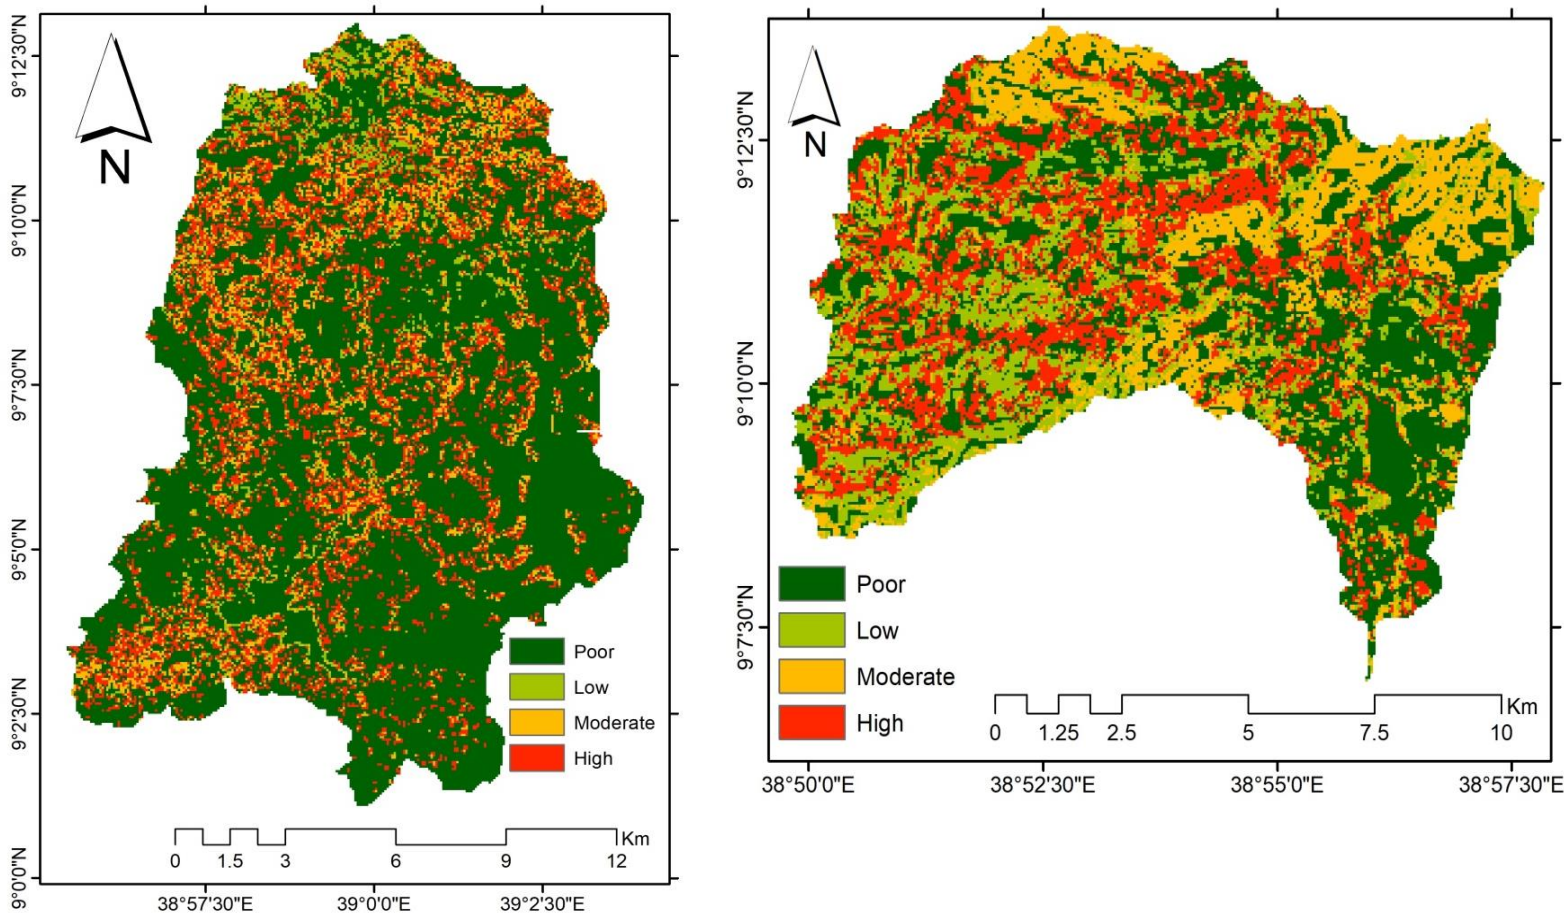 9°12'30"N
9°10'0"N
9°7'30"N
9°5'0"N
9°2'30"N
9°0'0"N
N
Poor
Low
Moderate
High
Km
0 1.5 3 6 9 12
38°57'30"E 39°0'0"E 39°2'30"E
9°12'30"N
9°10'0"N
9°7'30"N
N
Poor
Low
Moderate
High
Km
0 1.25 2.5 5 7.5 10
38°50'0"E 38°52'30"E 38°55'0"E 38°57'30"E